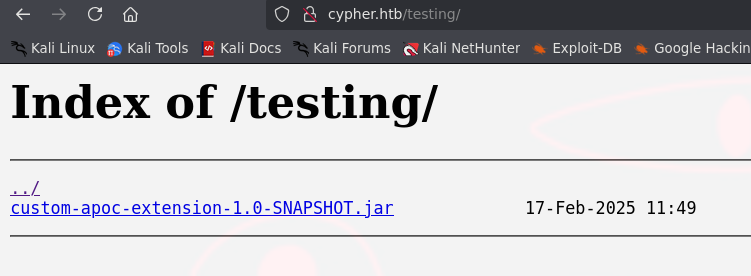 cypher.htb/testing/
Kali Linux Kali Tools Kali Docs Kali Forums Kali NetHunter Exploit-DB Google Hackin
Index of /testing/
../
custom-apoc-extension-1.0-SNAPSHOT.jar 17-Feb-2025 11:49